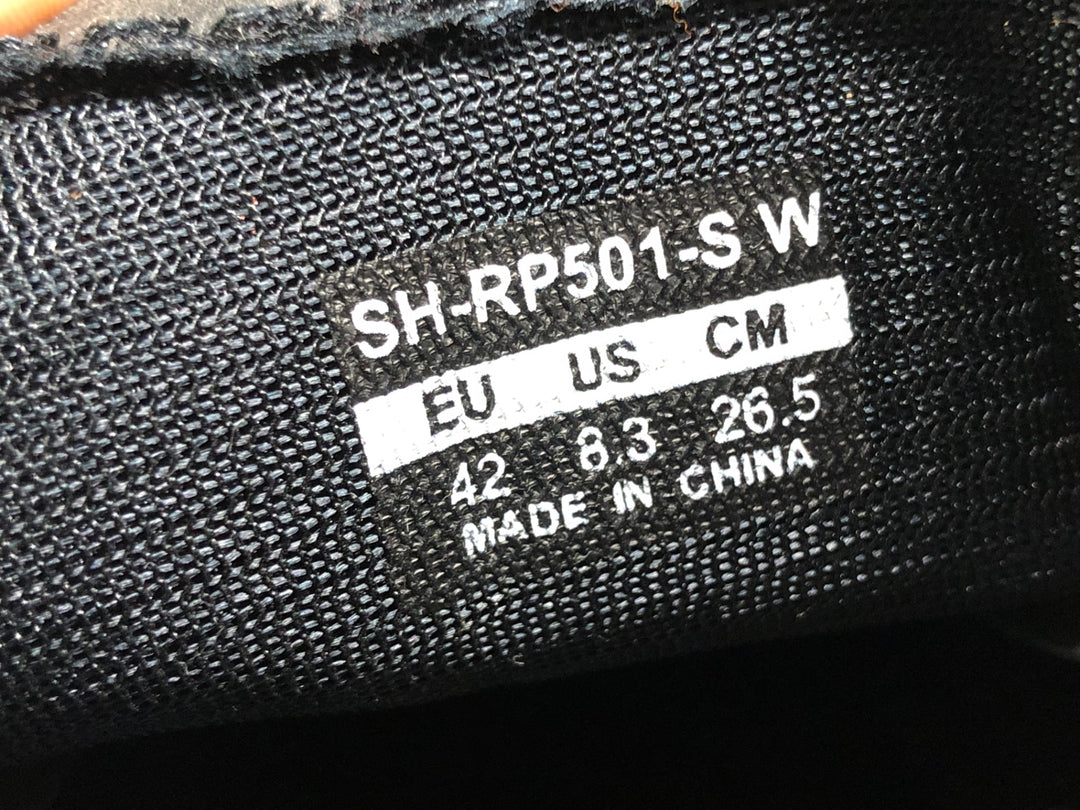 SH-RP501-S W
EU US CM
42 8.3 26.5
MADE IN CHINA